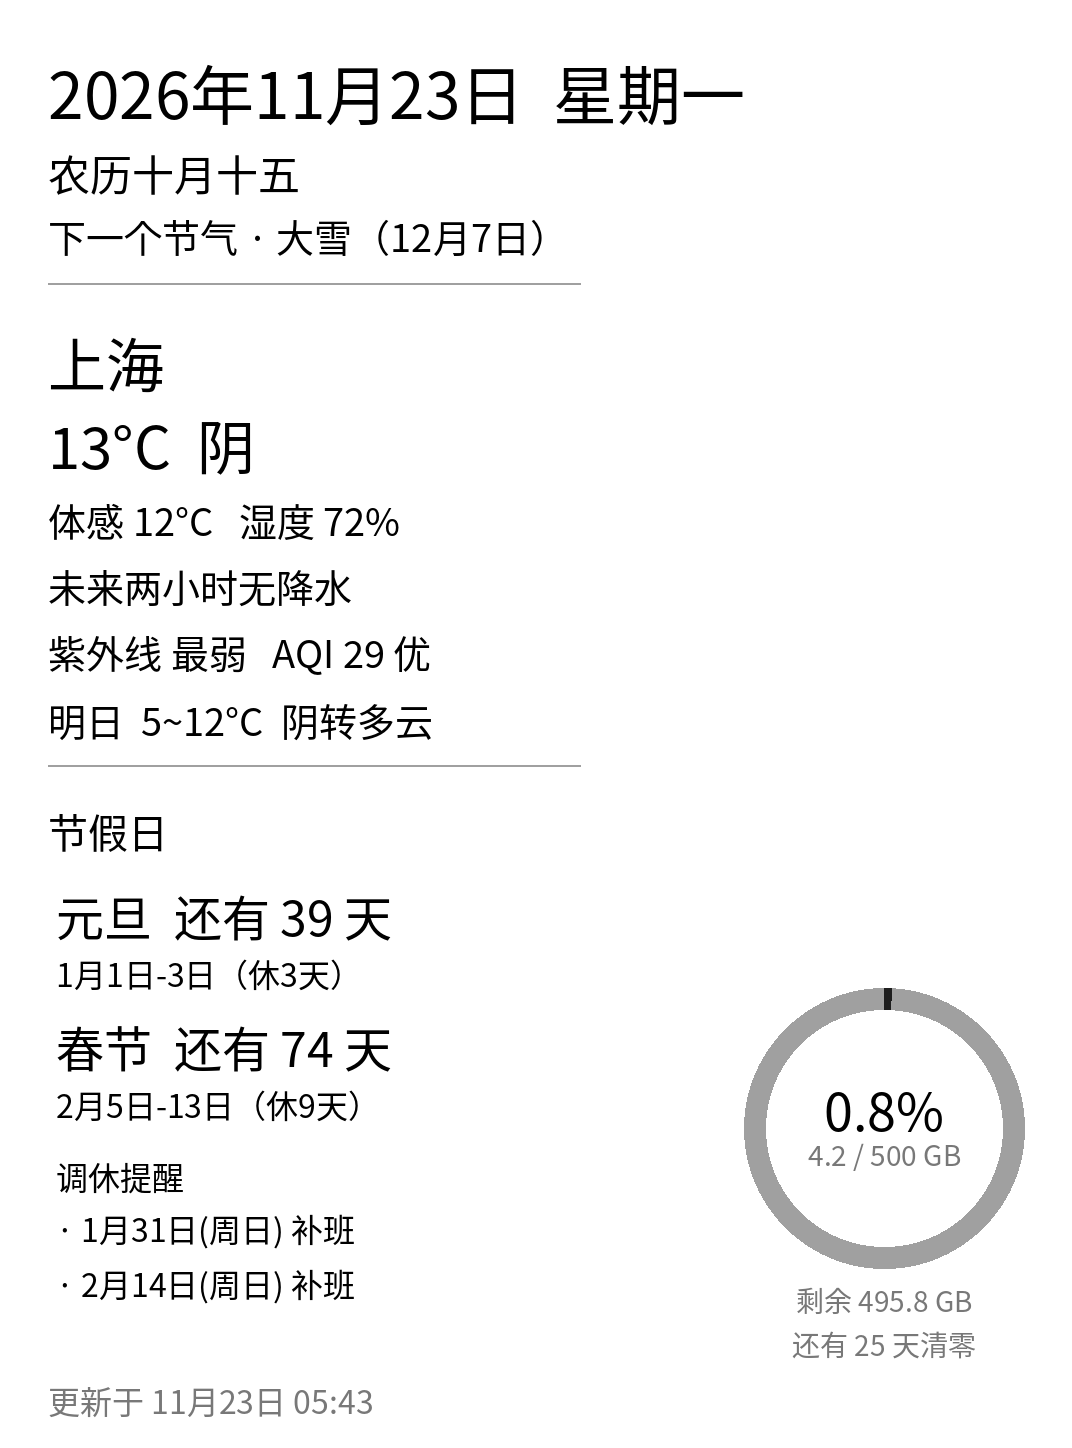 2026年11月23日 星期一
农历十月十五
下一个节气 · 大雪（12月7日）
上海
13°C 阴
体感 12°C 湿度 72%
未来两小时无降水
紫外线 最弱 AQI 29 优
明日 5~12°C 阴转多云
节假日
元旦 还有 39 天
1月1日-3日（休3天）
春节 还有 74 天
2月5日-13日（休9天）
调休提醒
· 1月31日(周日) 补班
· 2月14日(周日) 补班
0.8%
4.2 / 500 GB
剩余 495.8 GB
还有 25 天清零
更新于 11月23日 05:43